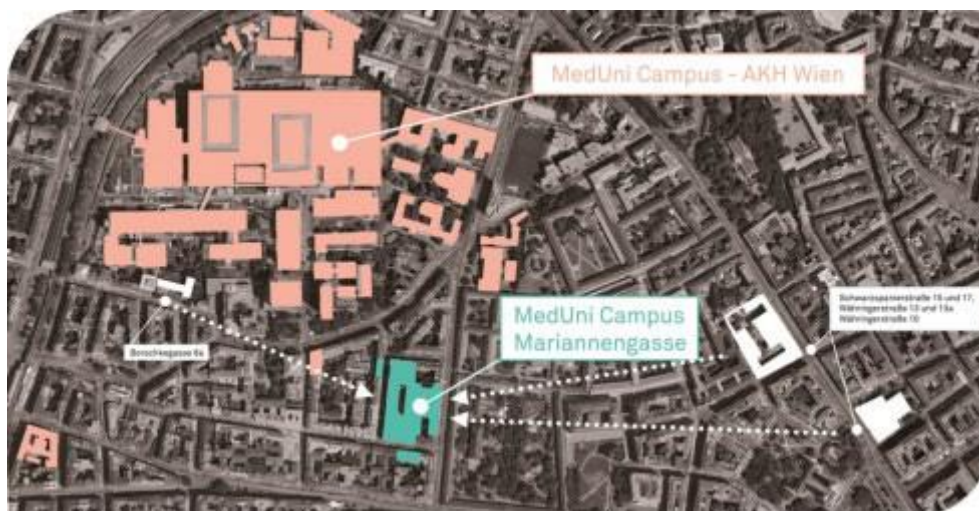 MedUni Campus - AKH Wien
MedUni Campus
Mariannengasse
Schwarzspanierstraße 15 und 17,
Währingerstraße 13 und 13a
Währingerstraße 10
Borschkegasse 8a